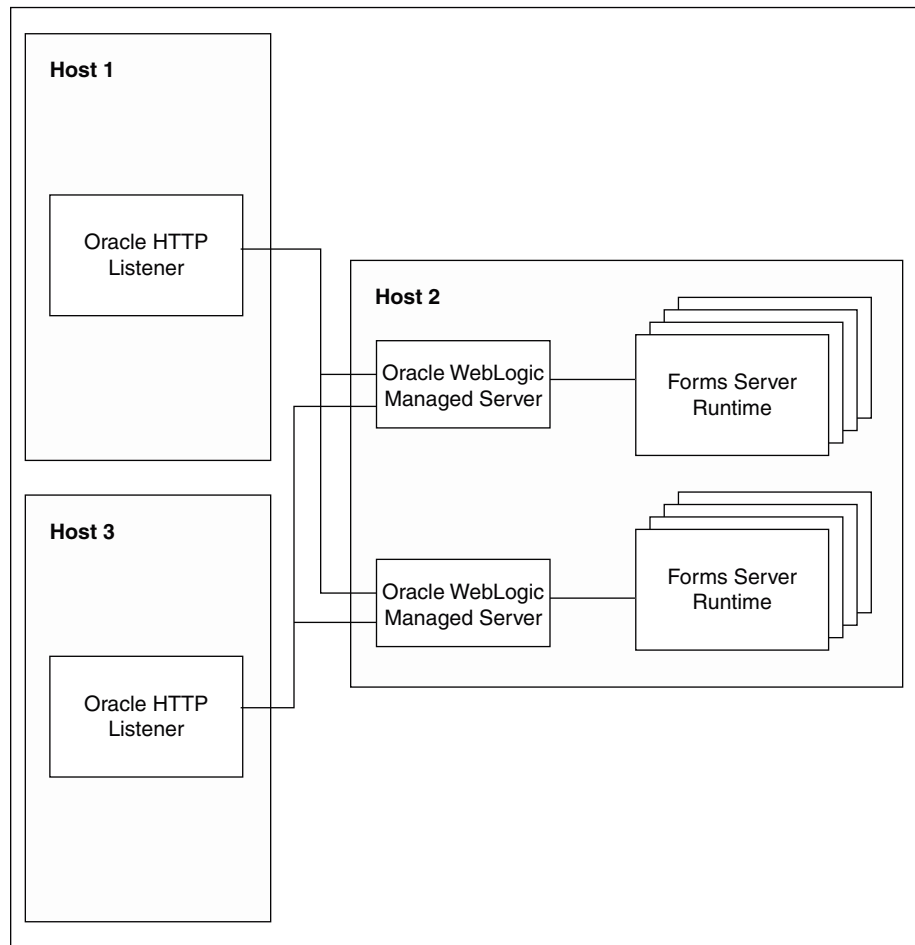 Host 1
Oracle HTTP
Listener
Host 2
Oracle WebLogic
Managed Server
Forms Server
Runtime
Host 3
Oracle WebLogic
Managed Server
Forms Server
Runtime
Oracle HTTP
Listener